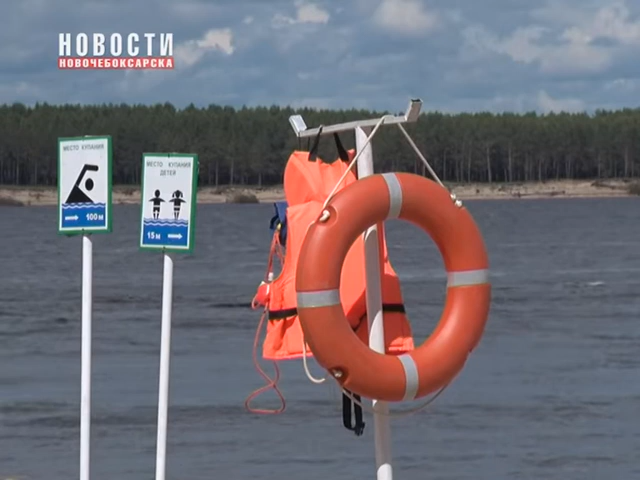 НОВОСТИ
НОВОЧЕБОКСАРСКА
МЕСТО КУПАНИЯ
100 м
МЕСТО КУПАНИЯ
ДЕТЕЙ
15 м